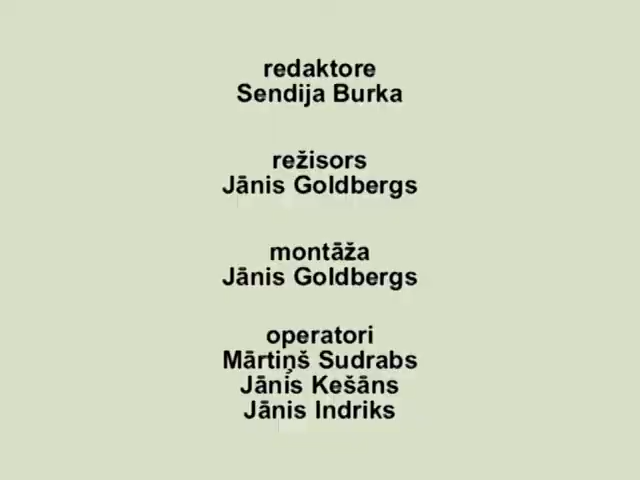 redaktore
Sendija Burka
režisors
Jānis Goldbergs
montāža
Jānis Goldbergs
operatori
Mārtiņš Sudrabs
Jānis Kešāns
Jānis Indriks